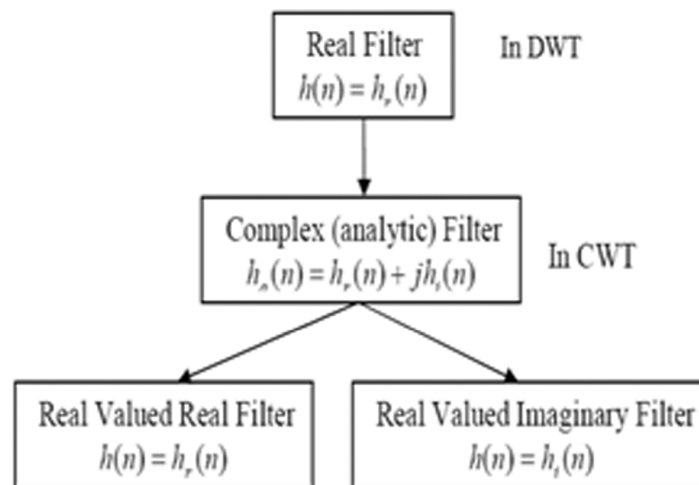 Real Filter
h(n) = h_r(n)
In DWT
Complex (analytic) Filter
h_a(n) = h_r(n) + jh_i(n)
In CWT
Real Valued Real Filter
h(n) = h_r(n)
Real Valued Imaginary Filter
h(n) = h_i(n)